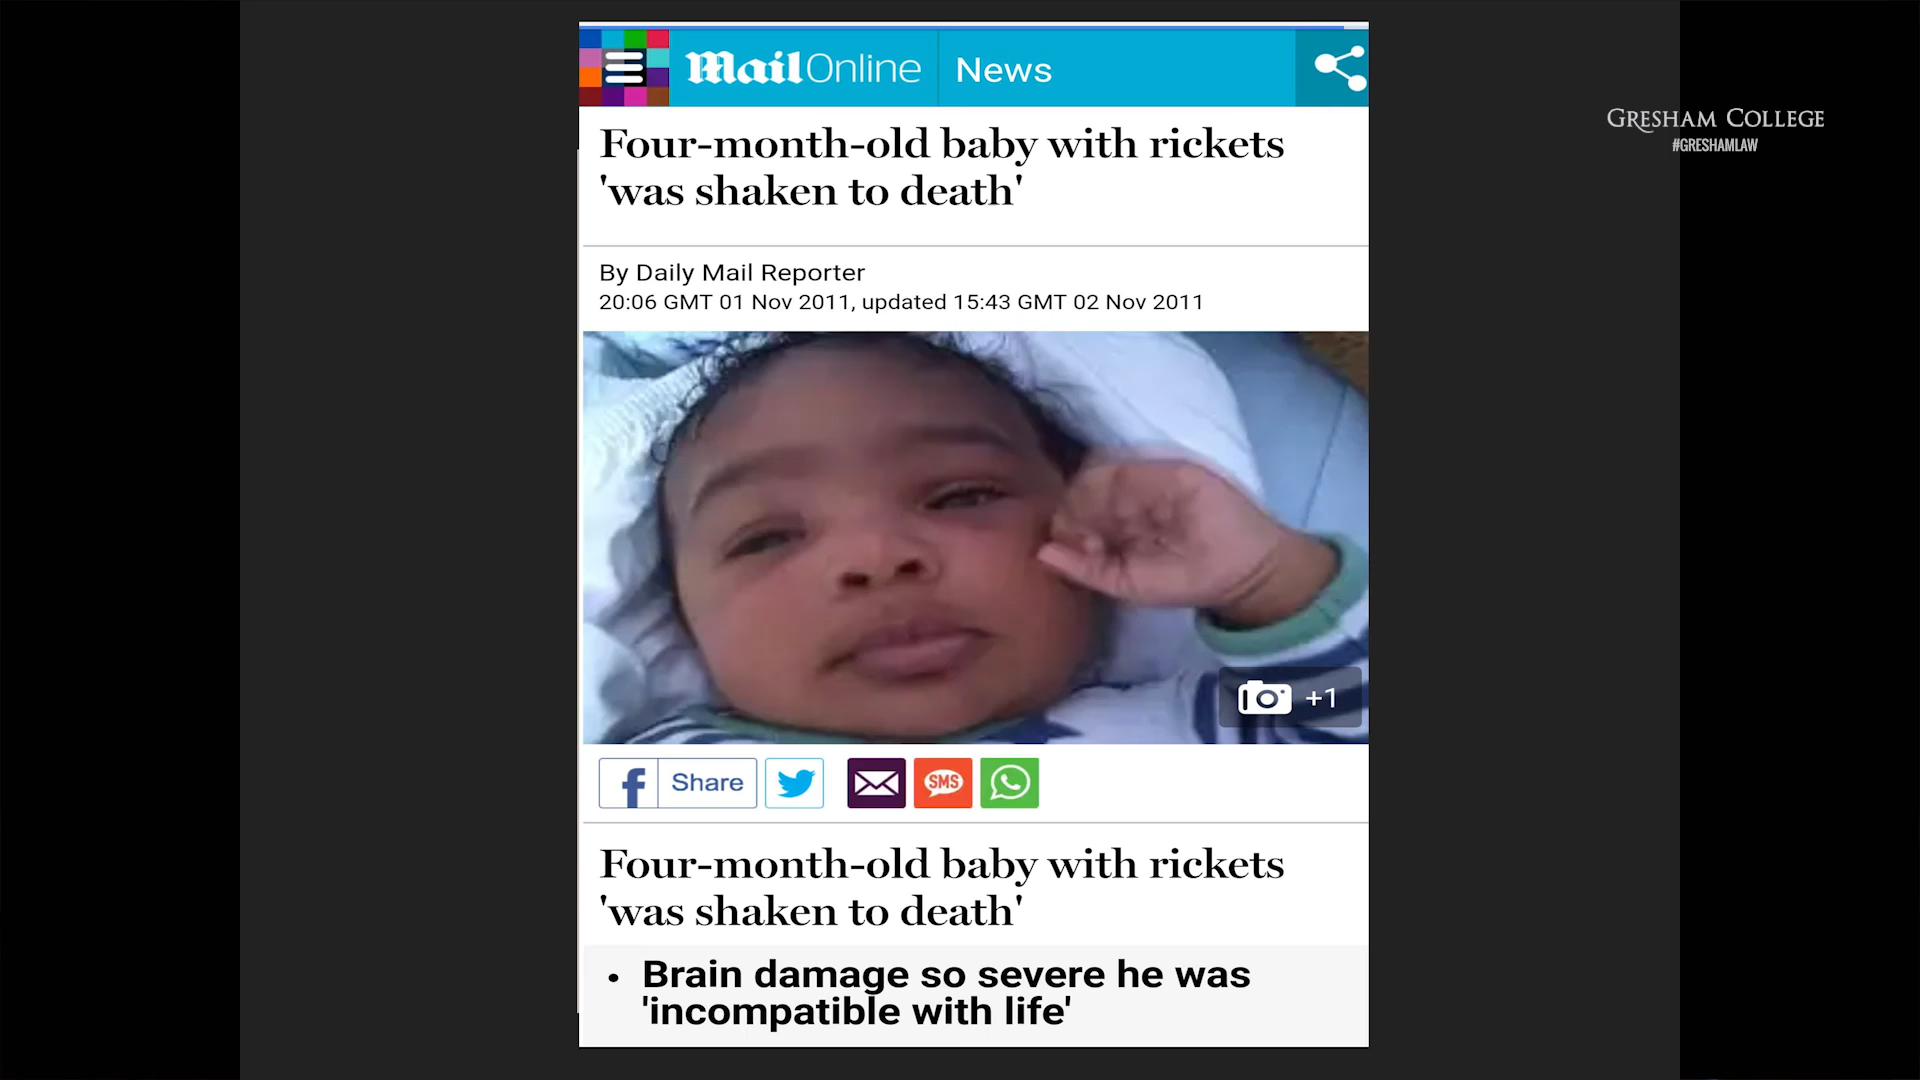 MailOnline News
GRESHAM COLLEGE
#GRESHAMLAW
Four-month-old baby with rickets
'was shaken to death'
By Daily Mail Reporter
20:06 GMT 01 Nov 2011, updated 15:43 GMT 02 Nov 2011
+1
f Share
SMS
Four-month-old baby with rickets
'was shaken to death'
• Brain damage so severe he was
'incompatible with life'